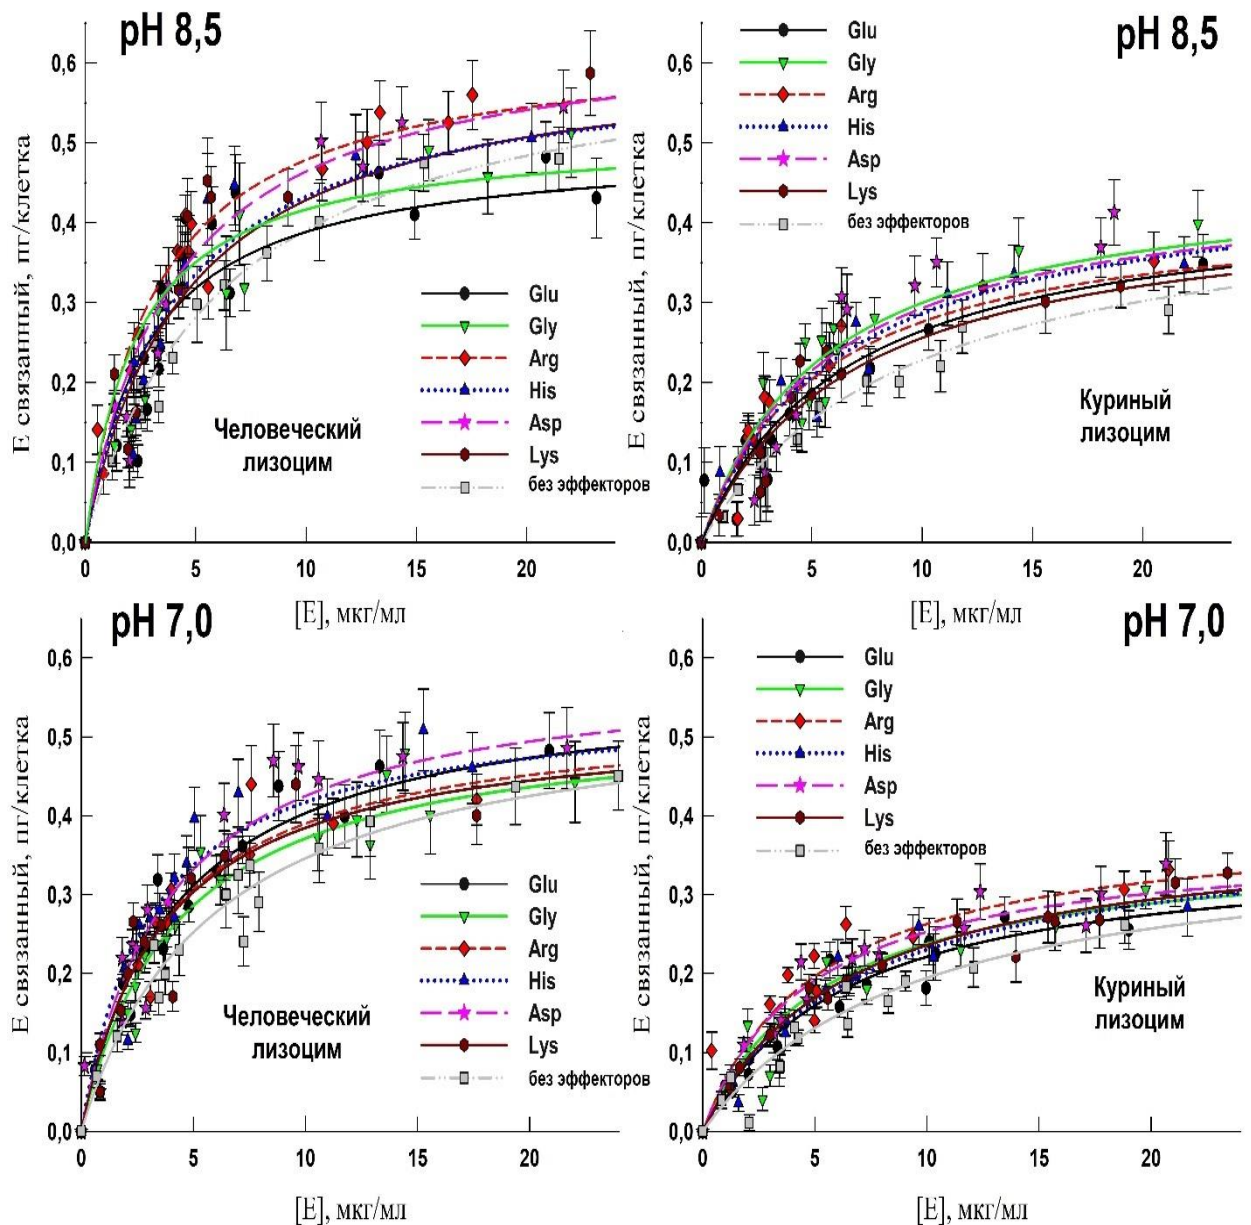 pH 8,5
E связанный, пг/клетка
0,6
0,5
0,4
0,3
0,2
0,1
0,0
0
5
10
15
20
[E], мкг/мл
Человеческий
лизоцим
Glu
Gly
Arg
His
Asp
Lys
без эффекторов
pH 8,5
E связанный, пг/клетка
0,6
0,5
0,4
0,3
0,2
0,1
0,0
0
5
10
15
20
[E], мкг/мл
Glu
Gly
Arg
His
Asp
Lys
без эффекторов
Куриный
лизоцим
pH 7,0
E связанный, пг/клетка
0,6
0,5
0,4
0,3
0,2
0,1
0,0
0
5
10
15
20
[E], мкг/мл
Человеческий
лизоцим
Glu
Gly
Arg
His
Asp
Lys
без эффекторов
pH 7,0
E связанный, пг/клетка
0,6
0,5
0,4
0,3
0,2
0,1
0,0
0
5
10
15
20
[E], мкг/мл
Glu
Gly
Arg
His
Asp
Lys
без эффекторов
Куриный
лизоцим